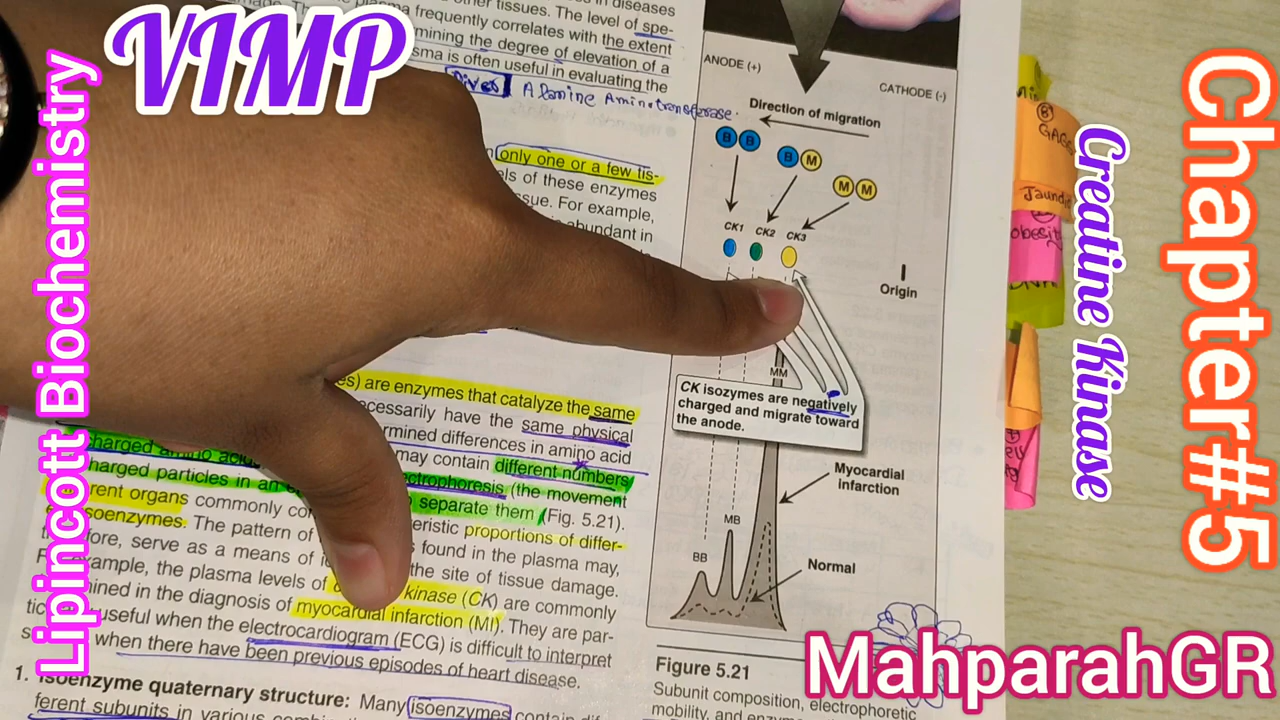 VIMP
Lipincott Biochemistry
Chapter#5
Creatine Kinase
MahparahGR
in diseases
other tissues. The level of spe-
plasma frequently correlates with the extent
mining the degree of elevation of a
sma is often useful in evaluating the
Alanine Aminotransferase.
only one or a few tis-
els of these enzymes
ssue. For example,
abundant in
es) are enzymes that catalyze the same
cessarily have the same physical
rmined differences in amino acid
charged amino acids may contain different numbers
harged particles in an ectrophoresis (the movement
separate them (Fig. 5.21).
erent organs commonly eristic proportions of differ-
isoenzymes. The pattern of found in the plasma may,
fore, serve as a means of the site of tissue damage.
For example, the plasma levels of kinase (CK) are commonly
mined in the diagnosis of myocardial infarction (MI). They are par-
useful when the electrocardiogram (ECG) is difficult to interpret
when there have been previous episodes of heart disease.
1. Isoenzyme quaternary structure: Many isoenzymes contain dif-
ferent subunits in various
ANODE (+)
CATHODE (-)
Direction of migration
B B
B M
M M
CK1 CK2 CK3
Origin
MM
CK isozymes are negatively
charged and migrate toward
the anode.
Myocardial
infarction
MB
BB
Normal
Figure 5.21
Subunit composition, electrophoretic
mobility, and
GAGS
obesity